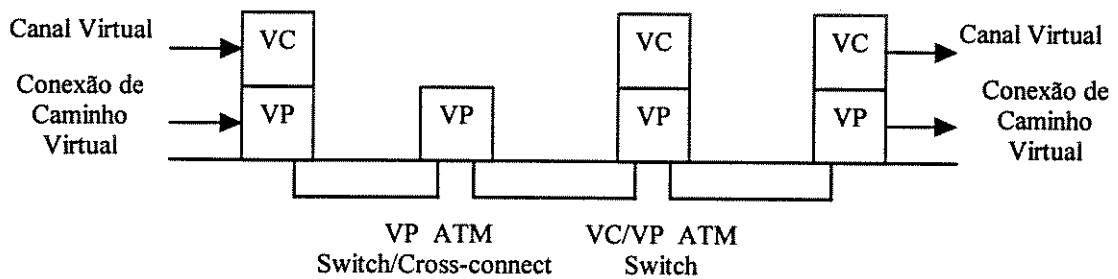 Canal Virtual
VC
VC
VC
Canal Virtual
Conexão de
Caminho
Virtual
VP
VP
VP
VP
Conexão de
Caminho
Virtual
VP ATM
Switch/Cross-connect
VC/VP ATM
Switch